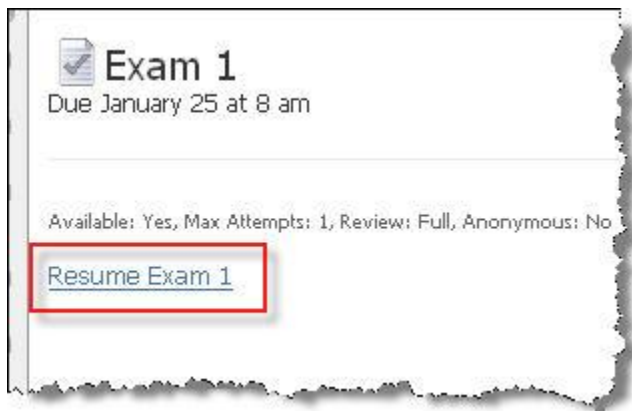 Exam 1
Due January 25 at 8 am
Available: Yes, Max Attempts: 1, Review: Full, Anonymous: No
Resume Exam 1